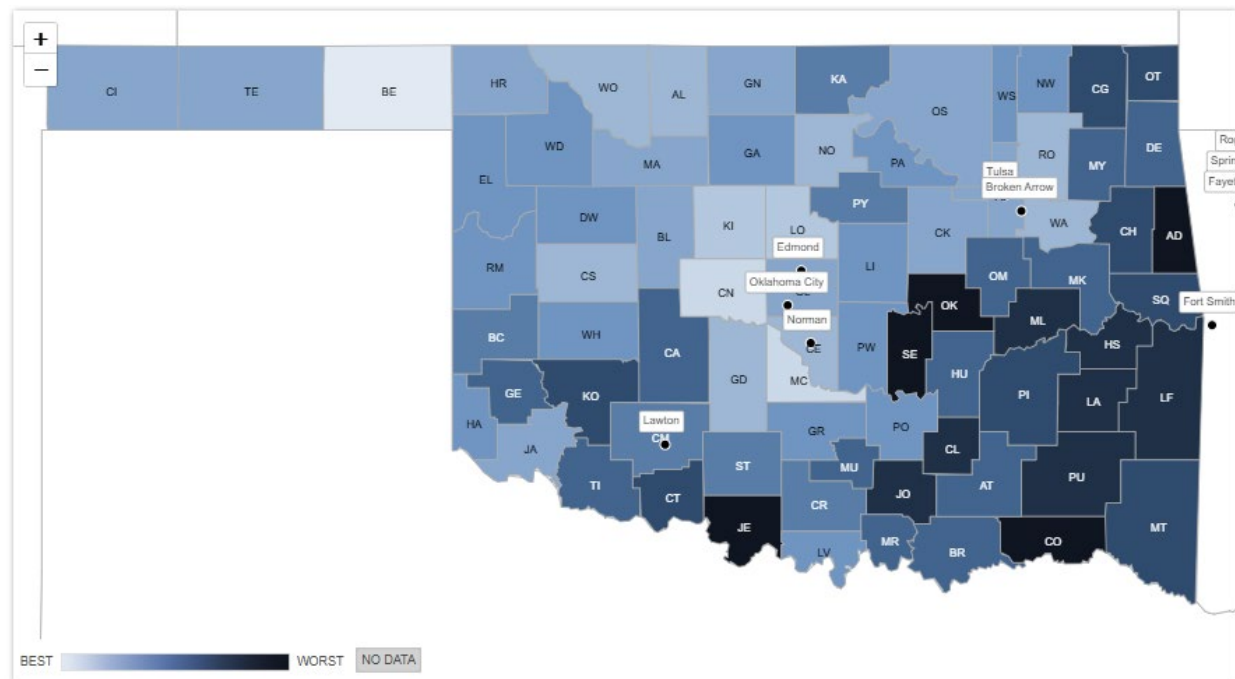 +
−
CI TE BE HR WO AL GN KA OS WS NW CG OT
WD MA GA NO PA RO MY DE
EL Tulsa
Broken Arrow
DW BL KI LO PY CK WA CH AD
RM CS CN Edmond LI OM MK SQ
Oklahoma City
Norman
Fort Smith
BC WH CA GD CE MC PW SE OK ML HS
GE KO HU PI LA LF
HA JA Lawton
GR PO CL
TI CT ST MU JO AT PU
JE CR MR BR CO MT
LV
BEST WORST NO DATA